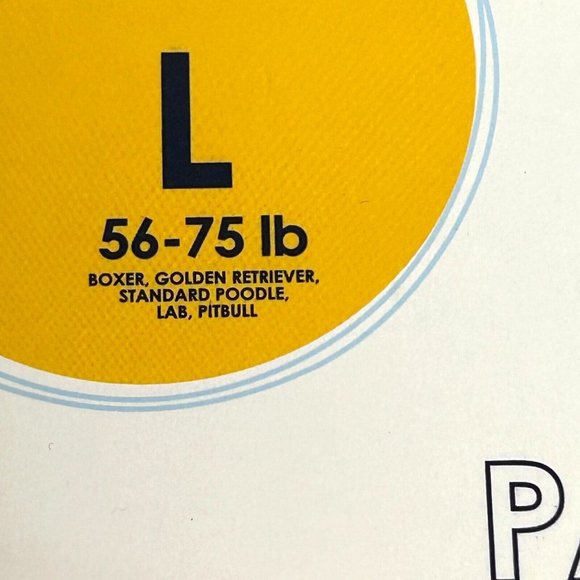 L
56-75 lb
BOXER, GOLDEN RETRIEVER,
STANDARD POODLE,
LAB, PITBULL
PA